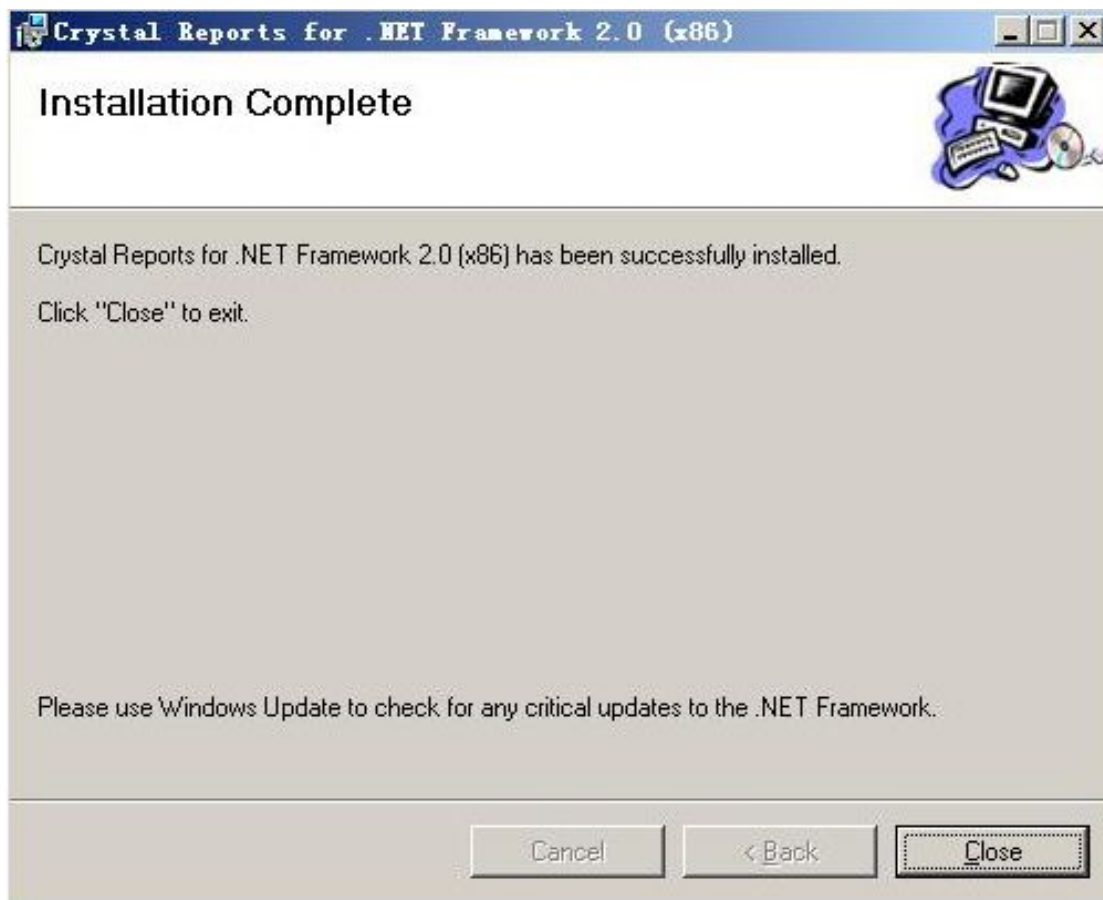 Crystal Reports for .NET Framework 2.0 (x86)
Installation Complete
Crystal Reports for .NET Framework 2.0 (x86) has been successfully installed.
Click "Close" to exit.
Please use Windows Update to check for any critical updates to the .NET Framework.
Cancel
< Back
Close